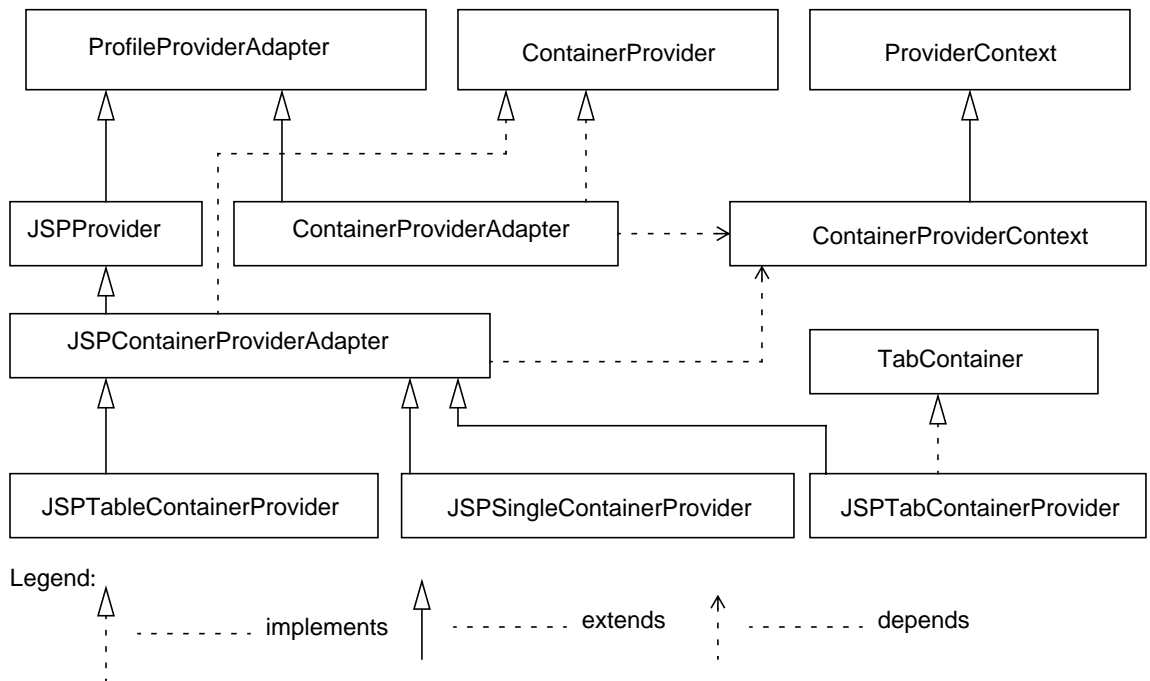 ProfileProviderAdapter
ContainerProvider
ProviderContext
JSPProvider
ContainerProviderAdapter
ContainerProviderContext
JSPContainerProviderAdapter
TabContainer
JSPTableContainerProvider
JSPSingleContainerProvider
JSPTabContainerProvider
Legend:
implements
extends
depends